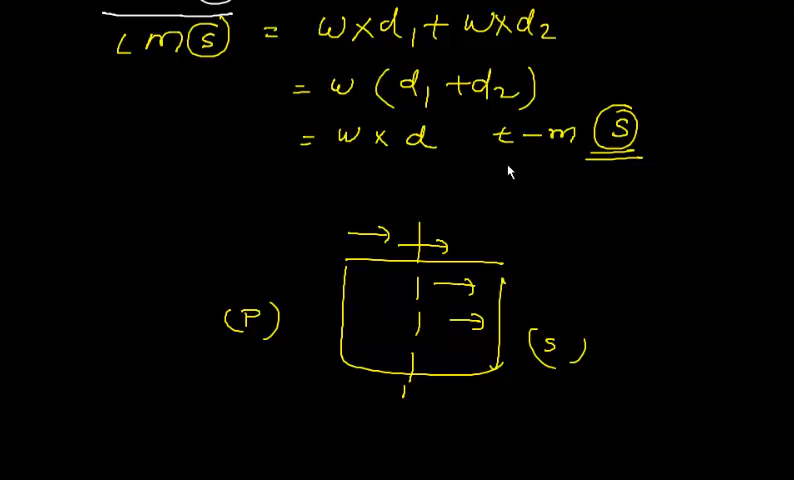 LM(S) = w×d₁ + w×d₂
= w (d₁ + d₂)
= w × d t-m (S)
(P)
(S)